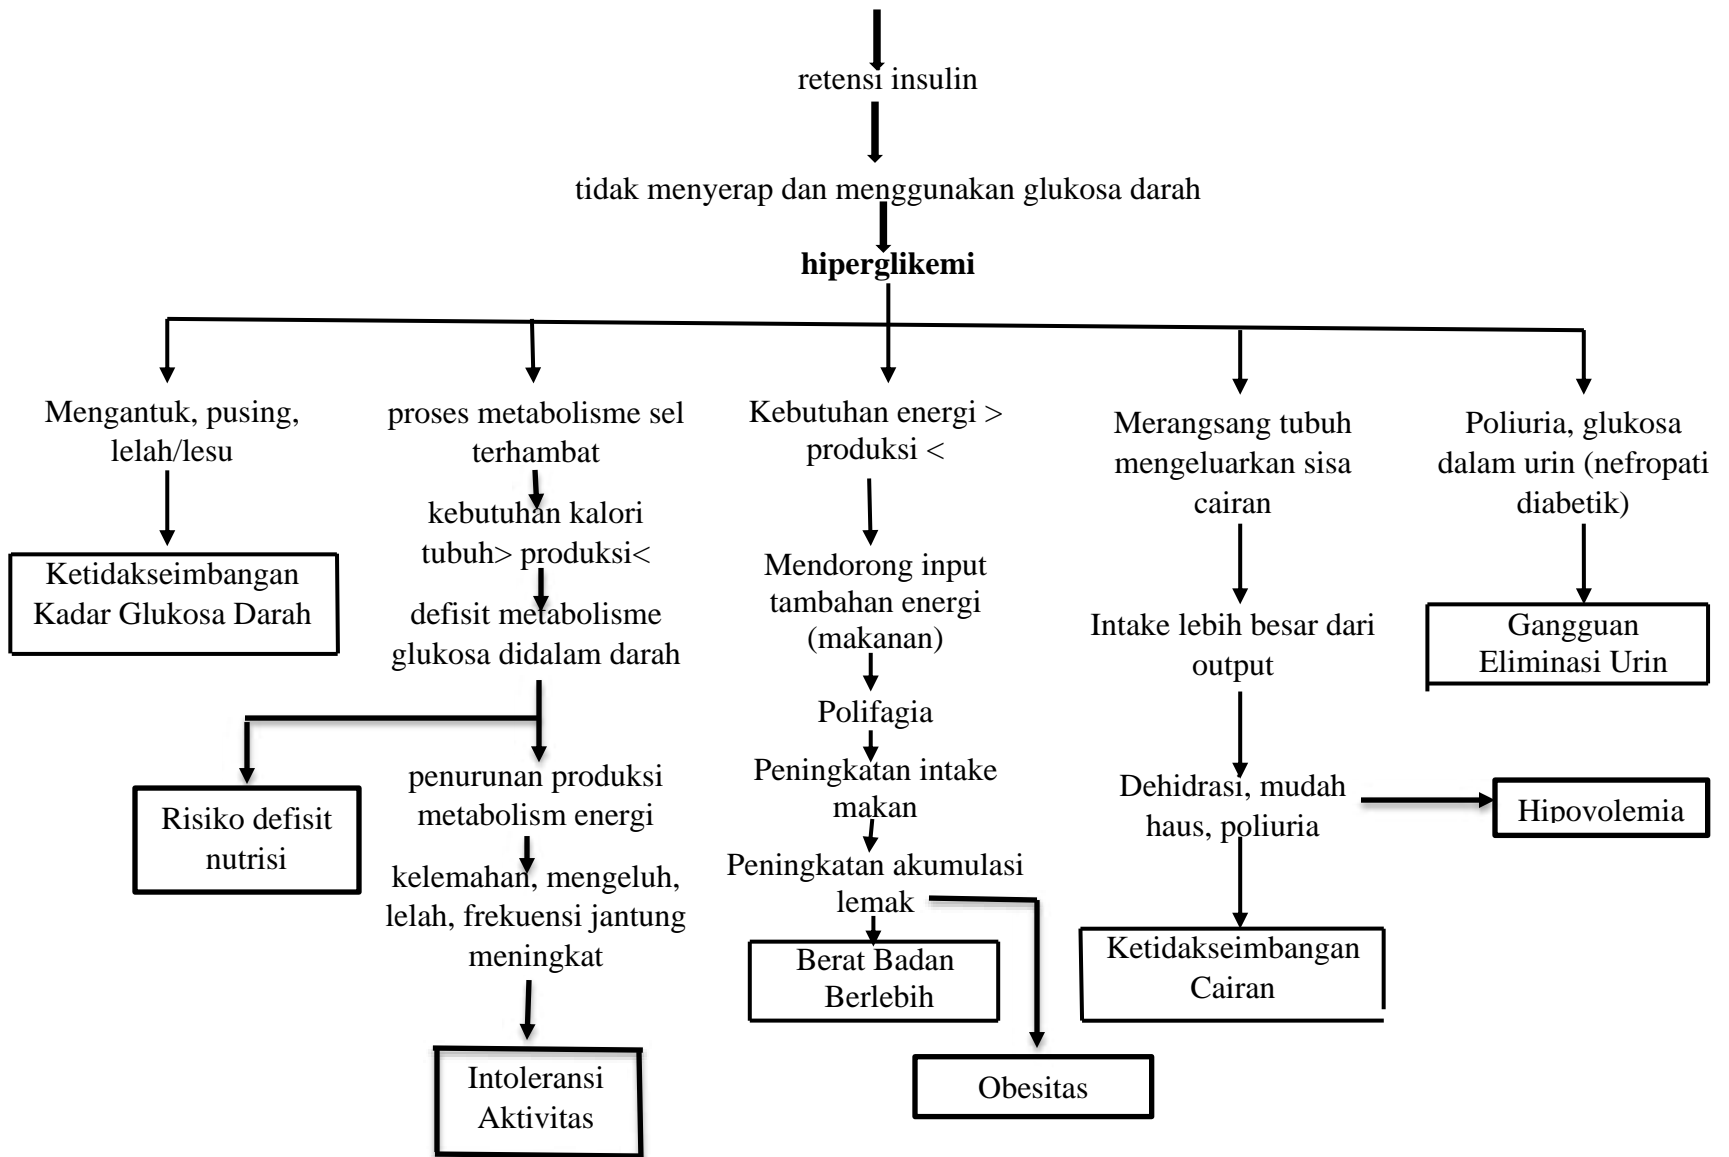 retensi insulin
tidak menyerap dan menggunakan glukosa darah
hiperglikemi
Mengantuk, pusing,
lelah/lesu
Ketidakseimbangan
Kadar Glukosa Darah
proses metabolisme sel
terhambat
kebutuhan kalori
tubuh> produksi<
defisit metabolisme
glukosa didalam darah
Risiko defisit
nutrisi
penurunan produksi
metabolism energi
kelemahan, mengeluh,
lelah, frekuensi jantung
meningkat
Intoleransi
Aktivitas
Kebutuhan energi >
produksi <
Mendorong input
tambahan energi
(makanan)
Polifagia
Peningkatan intake
makan
Peningkatan akumulasi
lemak
Berat Badan
Berlebih
Obesitas
Merangsang tubuh
mengeluarkan sisa
cairan
Intake lebih besar dari
output
Dehidrasi, mudah
haus, poliuria
Hipovolemia
Ketidakseimbangan
Cairan
Poliuria, glukosa
dalam urin (nefropati
diabetik)
Gangguan
Eliminasi Urin